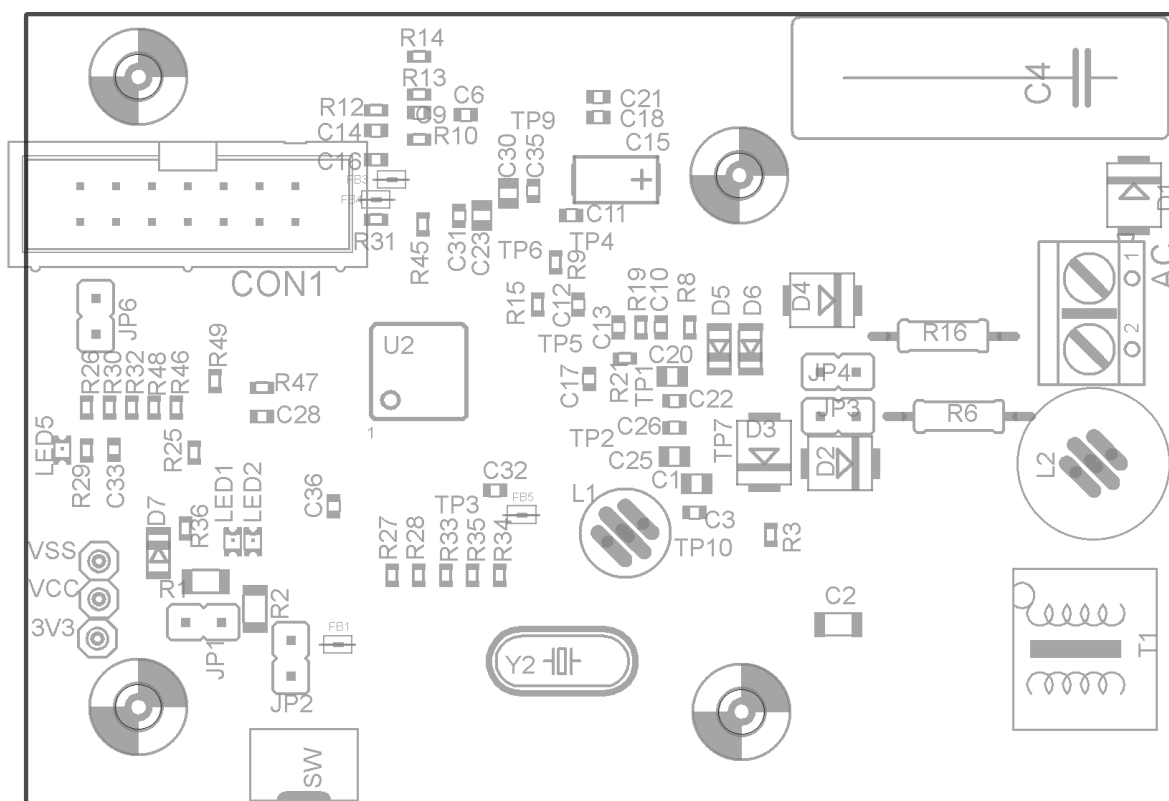 R14
R13
C6
R12
C9
TP9
C21
C4
C14
R10
C18
C16
C30
C35
C15
FB3
FB4
D1
R31
R45
C31
C23
C11
TP6
TP4
AC
1
CON1
R9
JP6
R15
C12
C13
R19
C10
R8
D5
D6
D4
2
U2
TP5
R16
R26
R30
R32
R48
R46
R49
R47
C17
R21
TP1
C20
JP4
C28
C22
JP3
R6
1
C26
LED5
R29
C33
R25
TP2
C25
TP7
D3
D2
L2
C32
C1
D7
R36
LED1
LED2
C36
TP3
FB5
L1
C3
VSS
R27
R28
R33
R35
R34
TP10
R3
VCC
R1
R2
C2
3V3
JP1
FB1
T1
Y2
JP2
SW